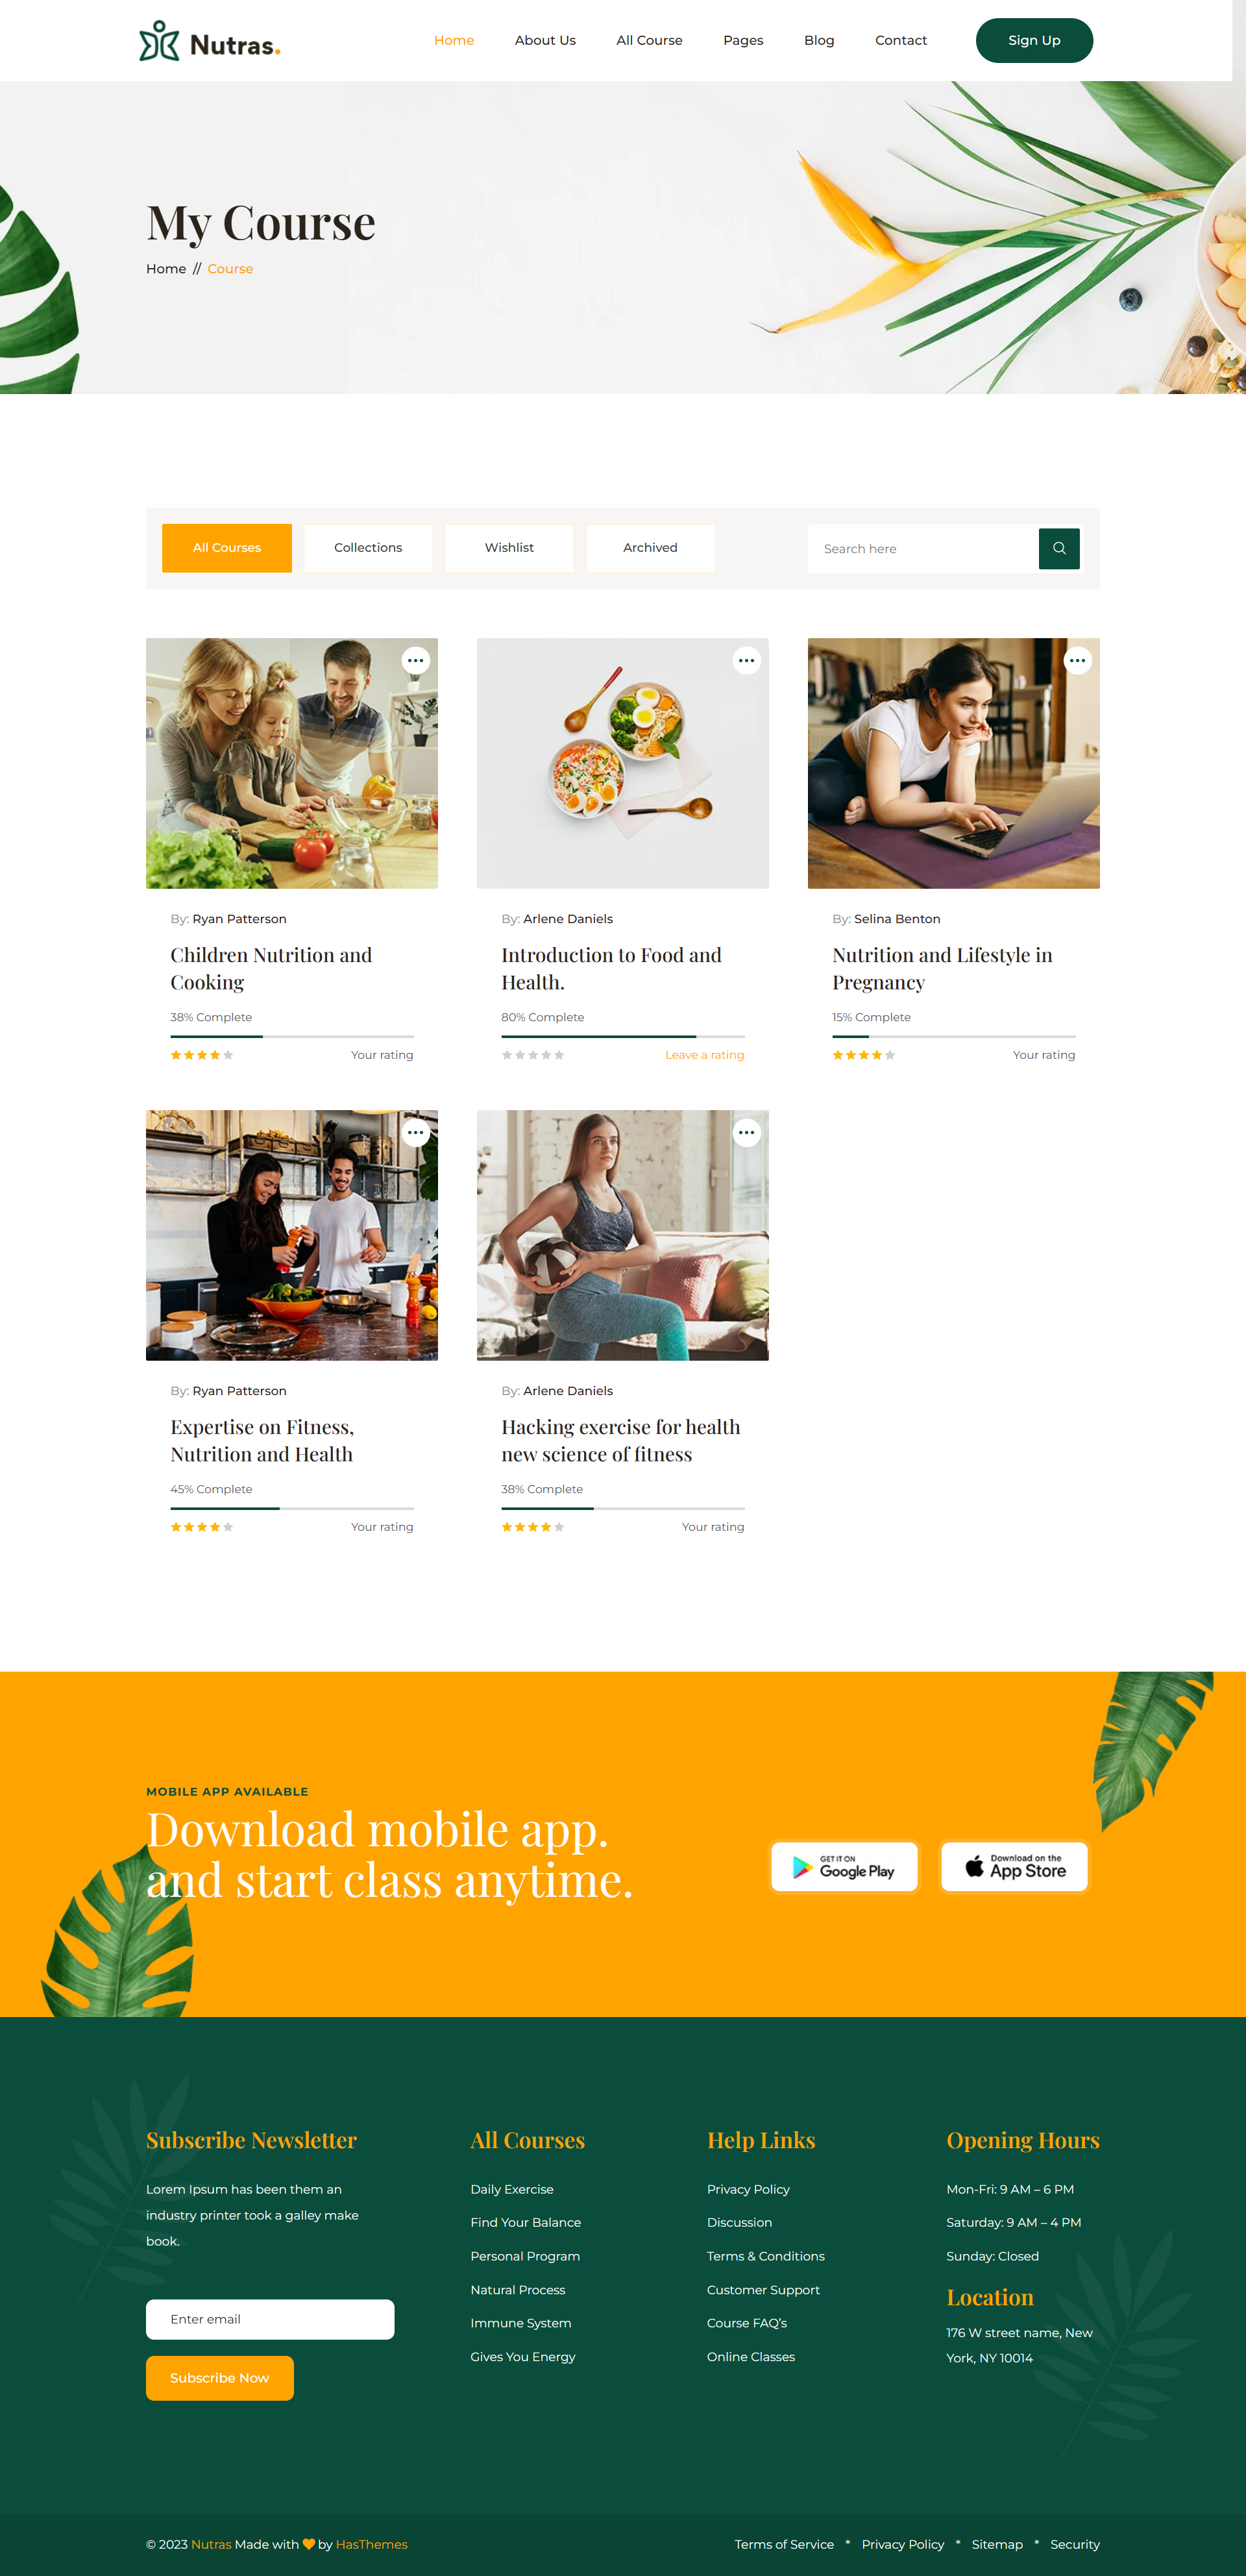 Nutras.
Home
About Us
All Course
Pages
Blog
Contact
Sign Up
My Course
Home // Course
All Courses
Collections
Wishlist
Archived
Search here
By: Ryan Patterson
Children Nutrition and
Cooking
38% Complete
Your rating
By: Arlene Daniels
Introduction to Food and
Health.
80% Complete
Leave a rating
By: Selina Benton
Nutrition and Lifestyle in
Pregnancy
15% Complete
Your rating
By: Ryan Patterson
Expertise on Fitness,
Nutrition and Health
45% Complete
Your rating
By: Arlene Daniels
Hacking exercise for health
new science of fitness
38% Complete
Your rating
MOBILE APP AVAILABLE
Download mobile app.
and start class anytime.
GET IT ON
Google Play
Download on the
App Store
Subscribe Newsletter
Lorem Ipsum has been them an
industry printer took a galley make
book.
Enter email
Subscribe Now
All Courses
Daily Exercise
Find Your Balance
Personal Program
Natural Process
Immune System
Gives You Energy
Help Links
Privacy Policy
Discussion
Terms & Conditions
Customer Support
Course FAQ's
Online Classes
Opening Hours
Mon-Fri: 9 AM – 6 PM
Saturday: 9 AM – 4 PM
Sunday: Closed
Location
176 W street name, New
York, NY 10014
© 2023 Nutras Made with ♥ by HasThemes
Terms of Service * Privacy Policy * Sitemap * Security